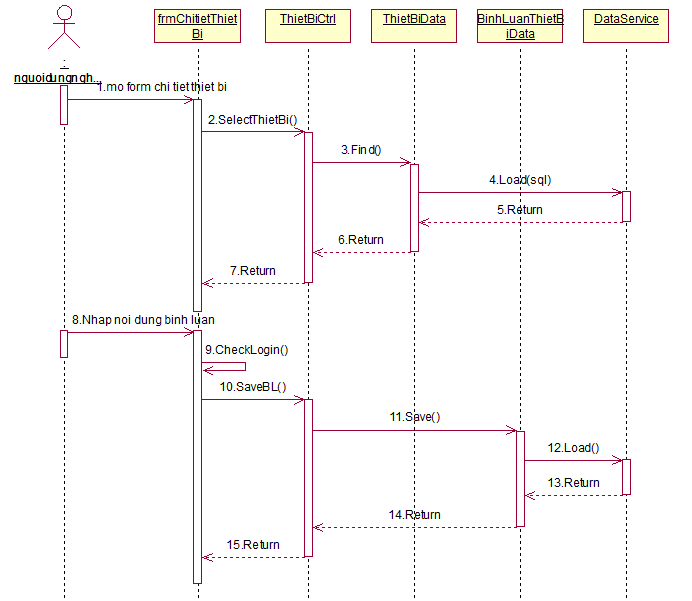 frmChitietThiet
Bi
ThietBiCtrl
ThietBiData
BinhLuanThietB
iData
DataService
:
nguoidungngh...
1.mo form chi tiet thiet bi
2.SelectThietBi()
3.Find()
4.Load(sql)
5.Return
6.Return
7.Return
8.Nhap noi dung binh luan
9.CheckLogin()
10.SaveBL()
11.Save()
12.Load()
13.Return
14.Return
15.Return